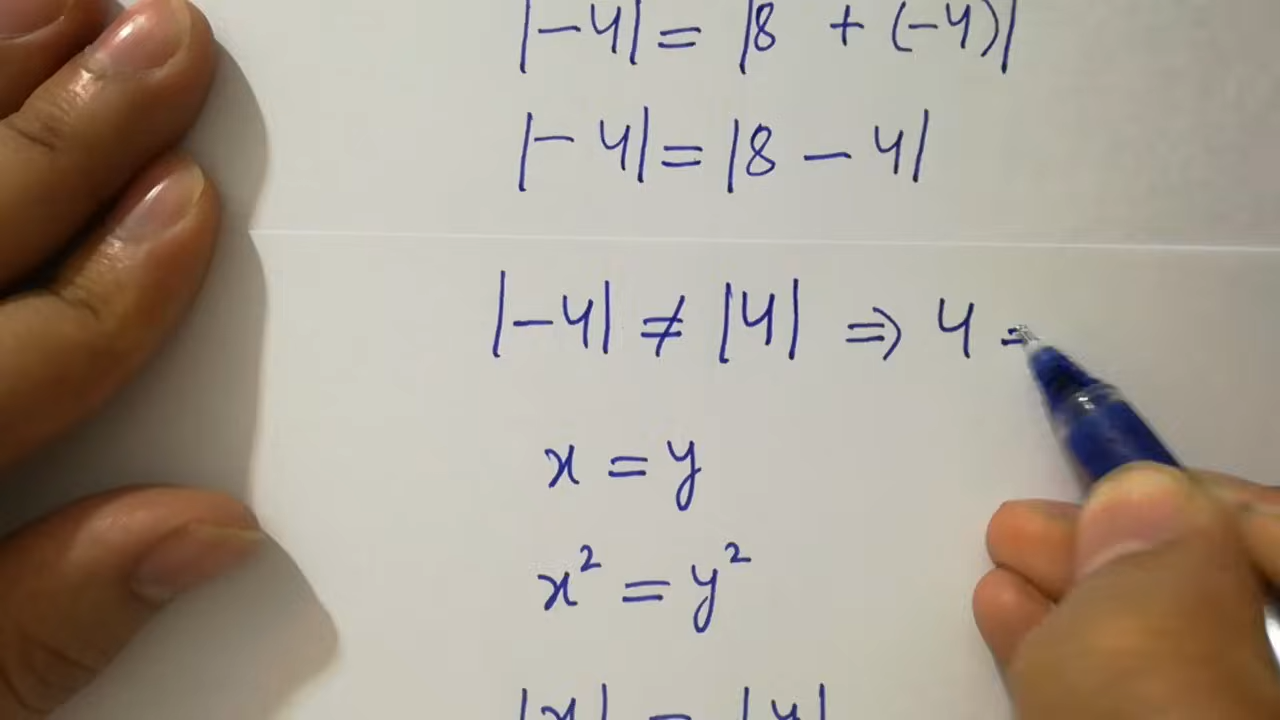 |-4| = |8 + (-4)|
|-4| = |8 - 4|
|-4| ≠ |4| ⇒ 4 =
x = y
x² = y²
|x| = |y|